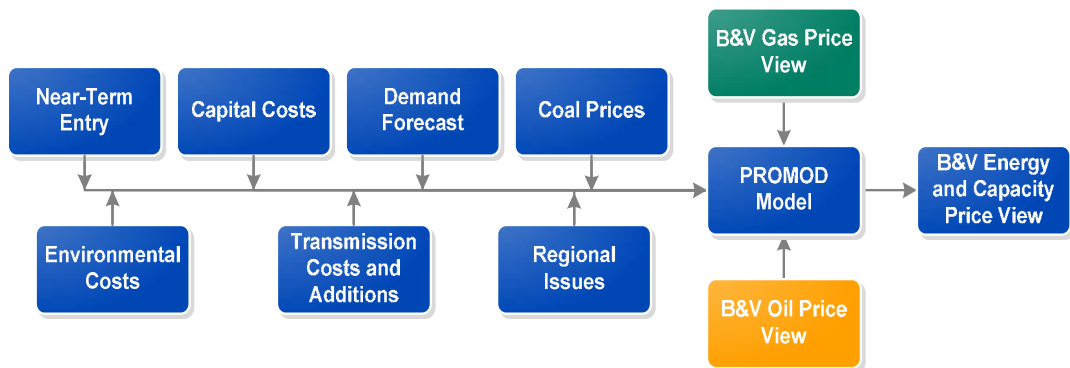 B&V Gas Price
View
Near-Term
Entry
Capital Costs
Demand
Forecast
Coal Prices
PROMOD
Model
B&V Energy
and Capacity
Price View
Environmental
Costs
Transmission
Costs and
Additions
Regional
Issues
B&V Oil Price
View